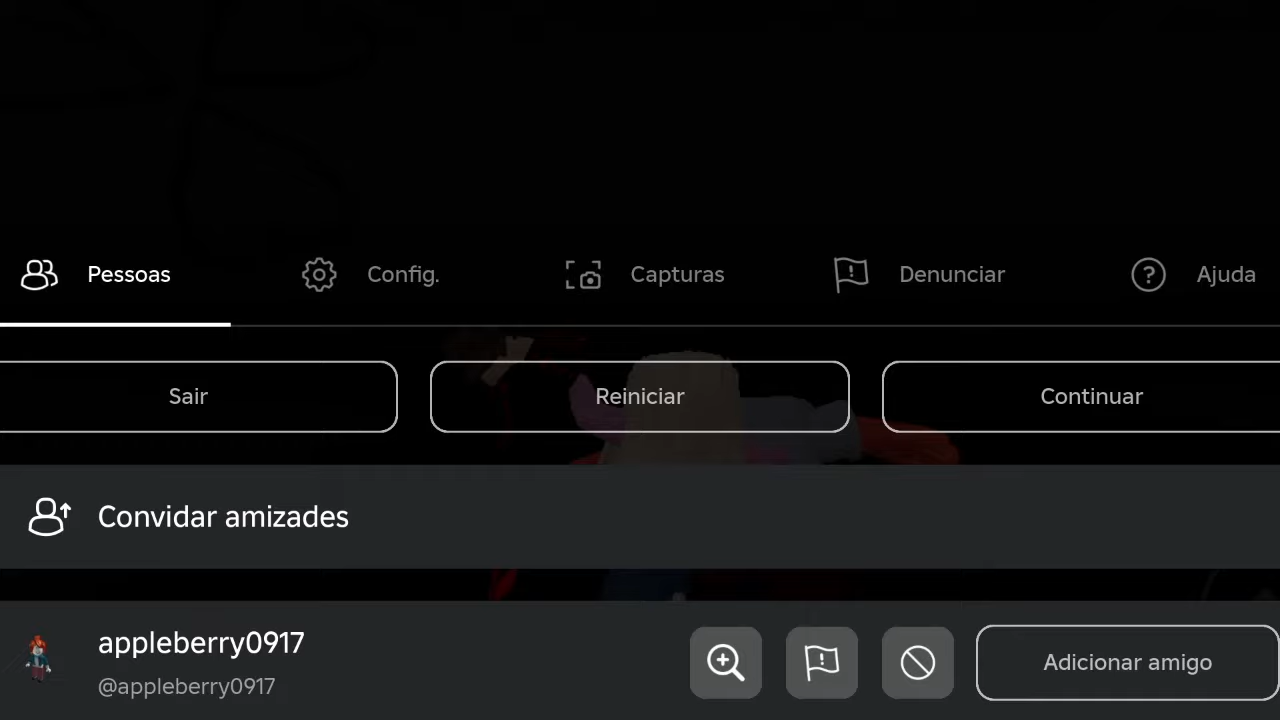 Pessoas Config. Capturas Denunciar Ajuda
Sair Reiniciar Continuar
Convidar amizades
appleberry0917
@appleberry0917
Adicionar amigo